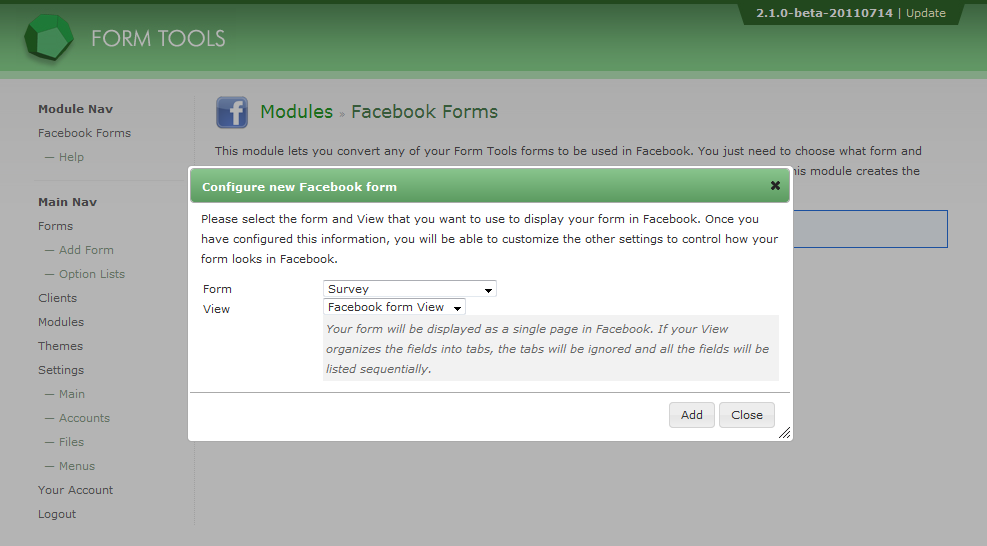 2.1.0-beta-20110714 | Update
FORM TOOLS
Module Nav
Facebook Forms
— Help
Main Nav
Forms
— Add Form
— Option Lists
Clients
Modules
Themes
Settings
— Main
— Accounts
— Files
— Menus
Your Account
Logout
Modules » Facebook Forms
This module lets you convert any of your Form Tools forms to be used in Facebook. You just need to choose what form and
his module creates the
Configure new Facebook form
Please select the form and View that you want to use to display your form in Facebook. Once you
have configured this information, you will be able to customize the other settings to control how your
form looks in Facebook.
Form Survey
View Facebook form View
Your form will be displayed as a single page in Facebook. If your View
organizes the fields into tabs, the tabs will be ignored and all the fields will be
listed sequentially.
Add Close